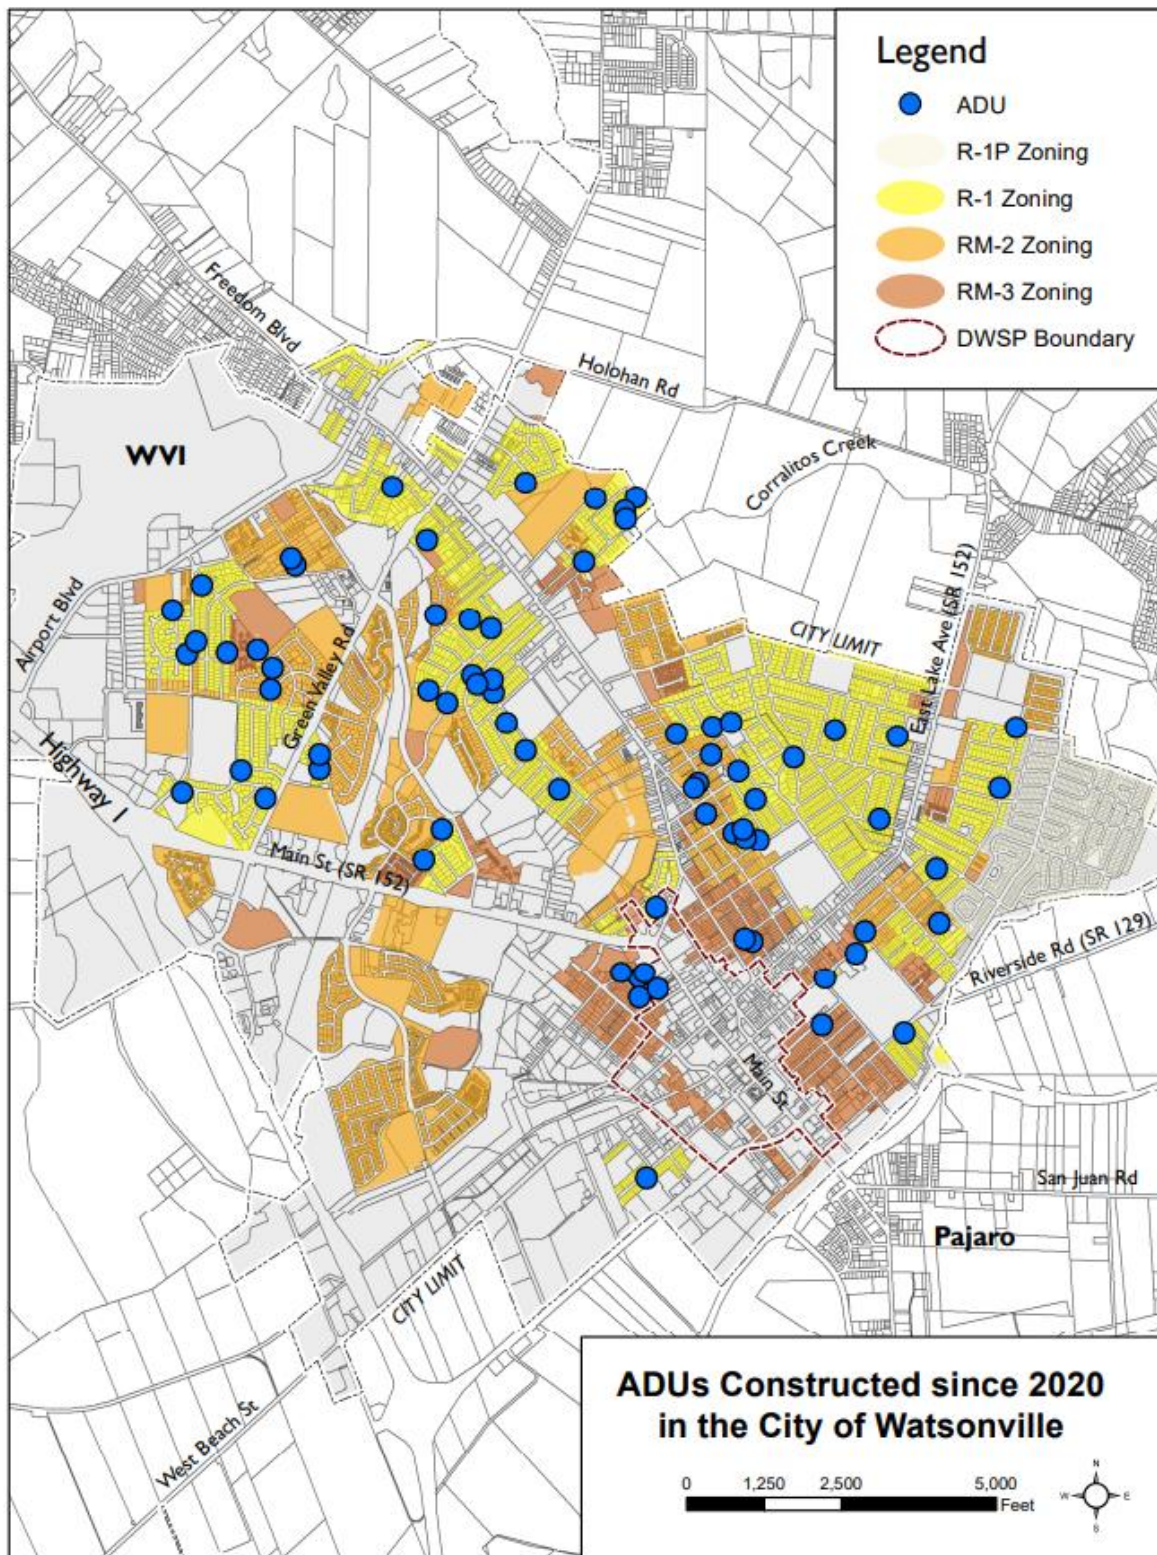 Legend
ADU
R-1P Zoning
R-1 Zoning
RM-2 Zoning
RM-3 Zoning
DWSP Boundary
Freedom Blvd
Holohan Rd
WVI
Corralitos Creek
Airport Blvd
CITY LIMIT
East Lake Ave (SR 152)
Green Valley Rd
Highway 1
Main St (SR 152)
Riverside Rd (SR 129)
Main St
San Juan Rd
Pajaro
CITY LIMIT
West Beach St
ADUs Constructed since 2020
in the City of Watsonville
0 1,250 2,500 5,000
Feet
N
W E
S